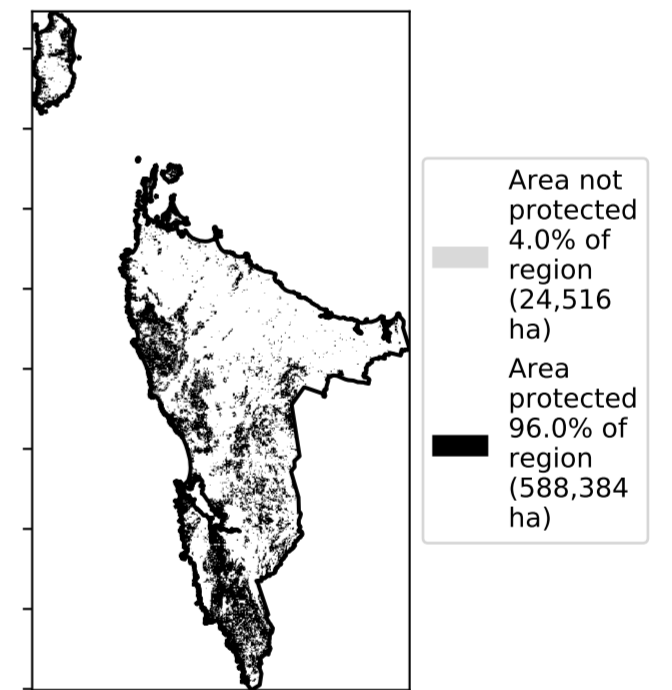 Area not
protected
4.0% of
region
(24,516
ha)
Area
protected
96.0% of
region
(588,384
ha)